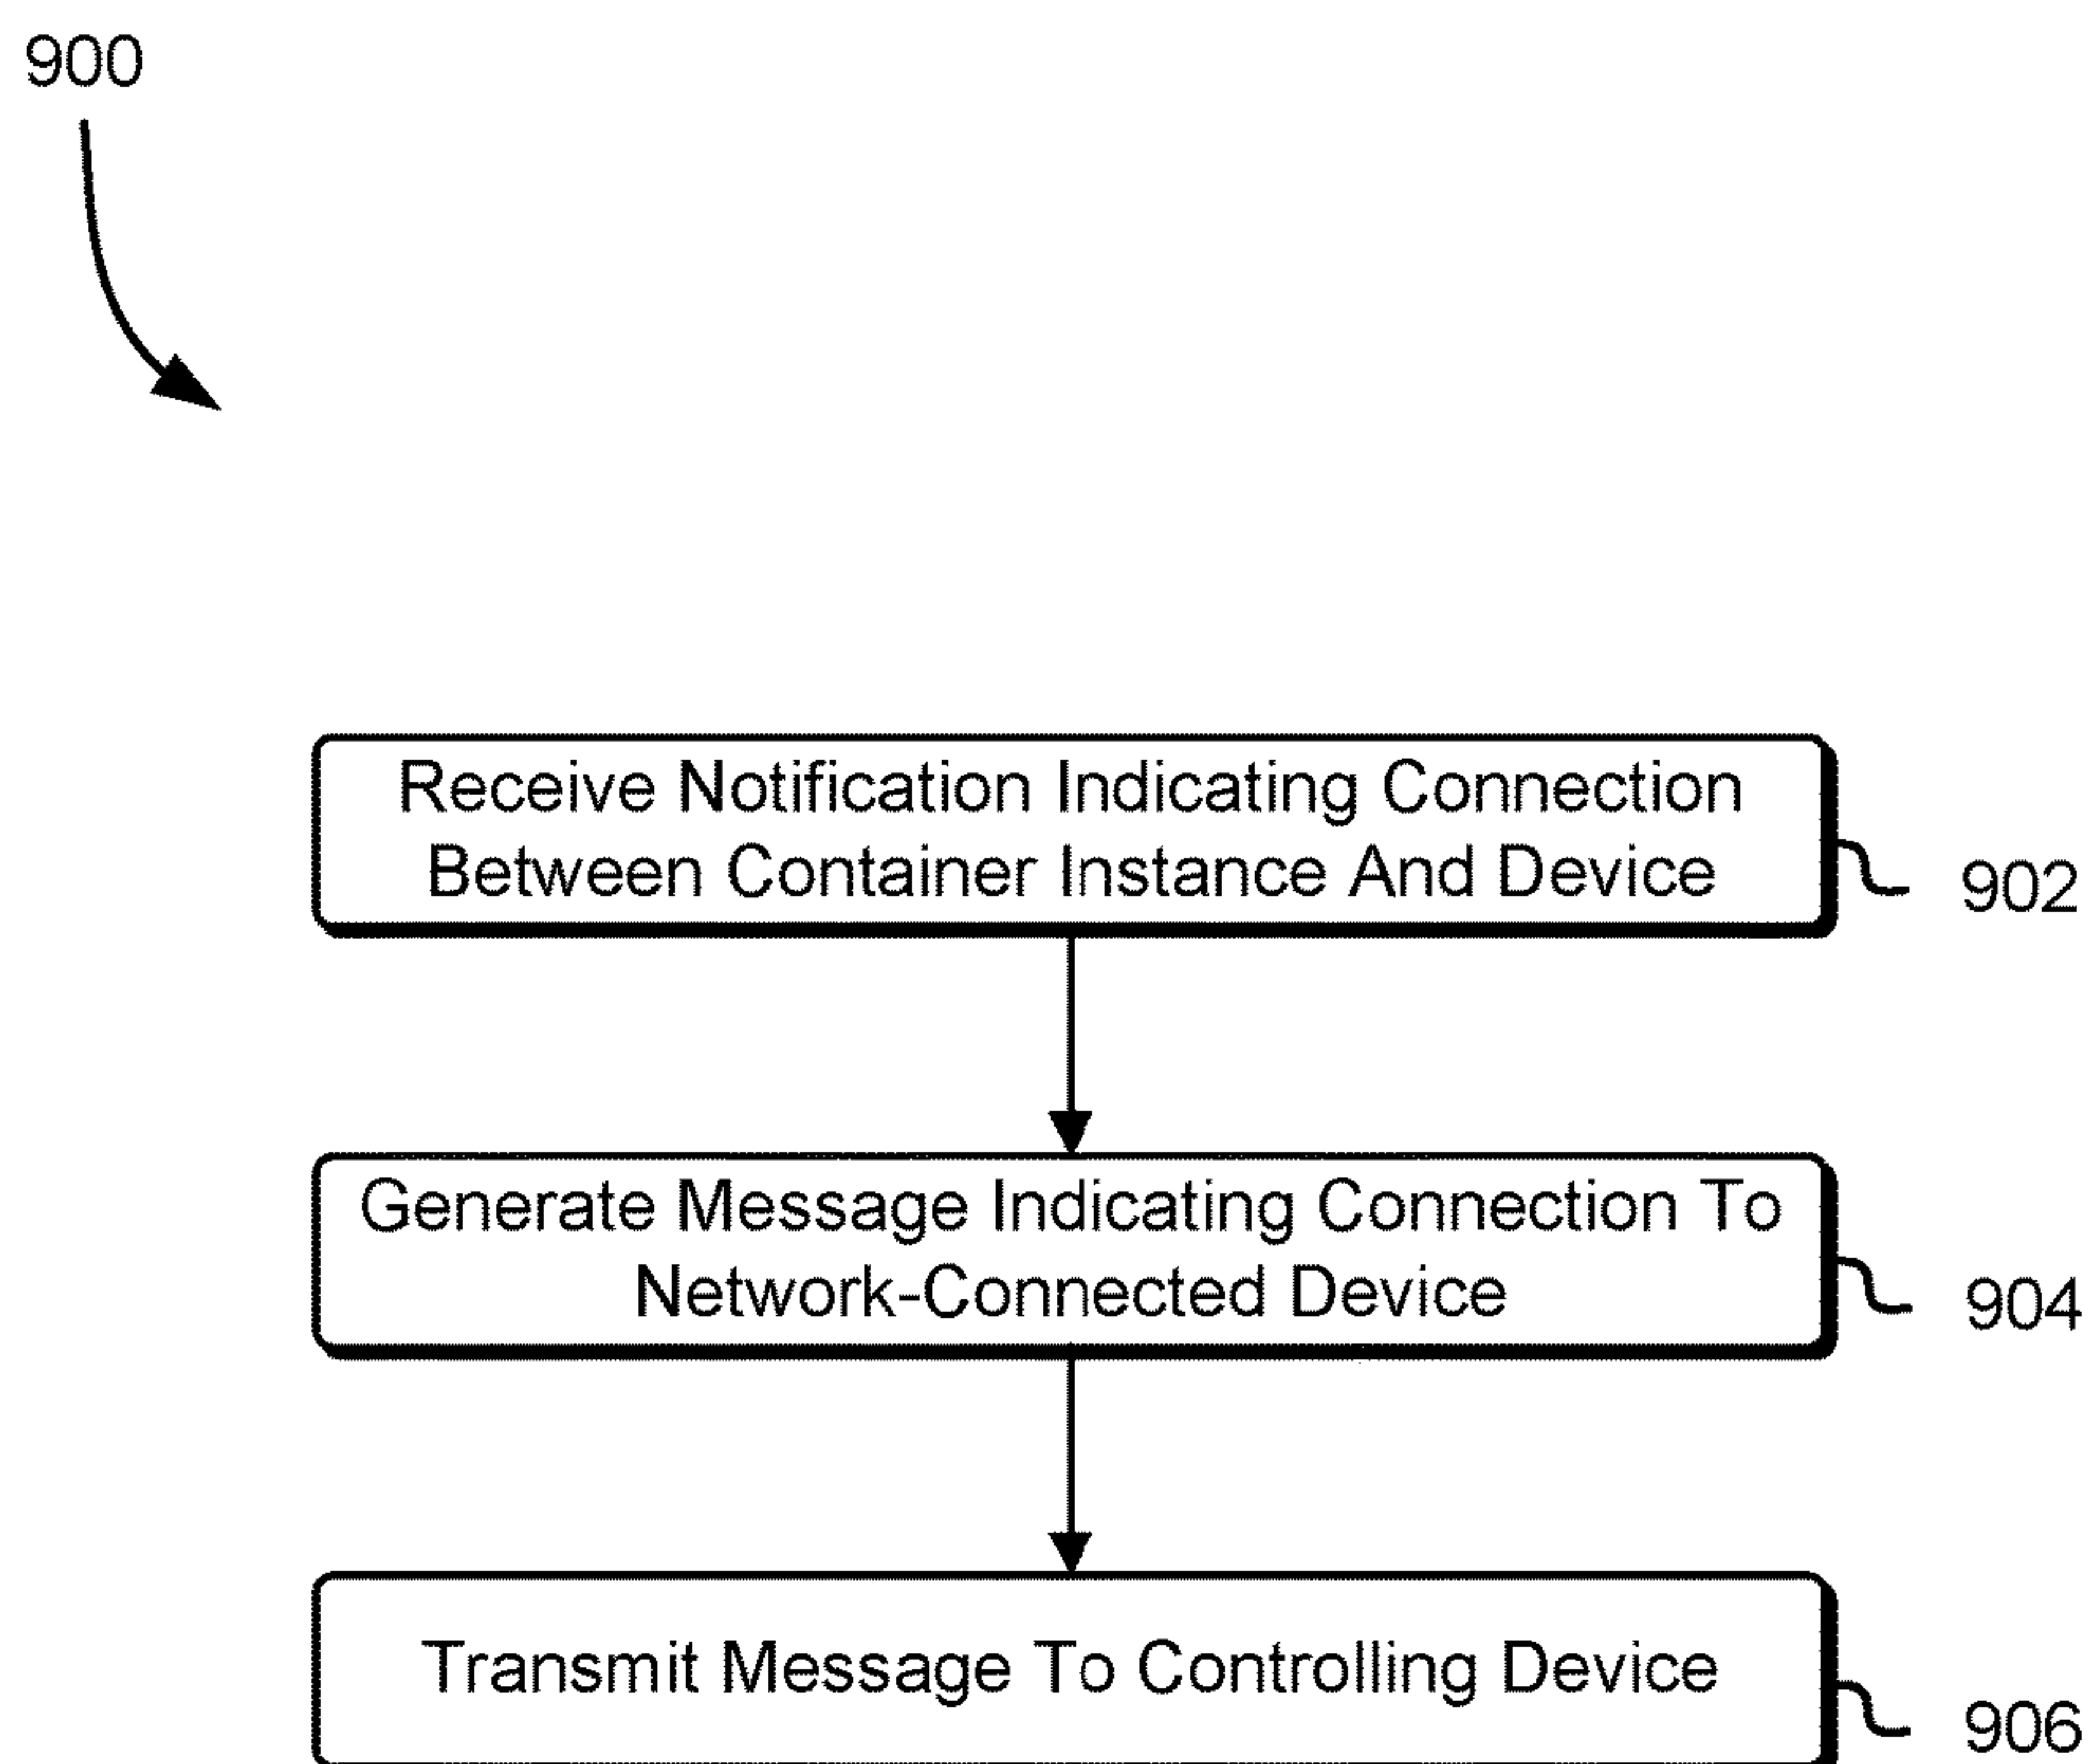 900
Receive Notification Indicating Connection
Between Container Instance And Device
902
Generate Message Indicating Connection To
Network-Connected Device
904
Transmit Message To Controlling Device
906